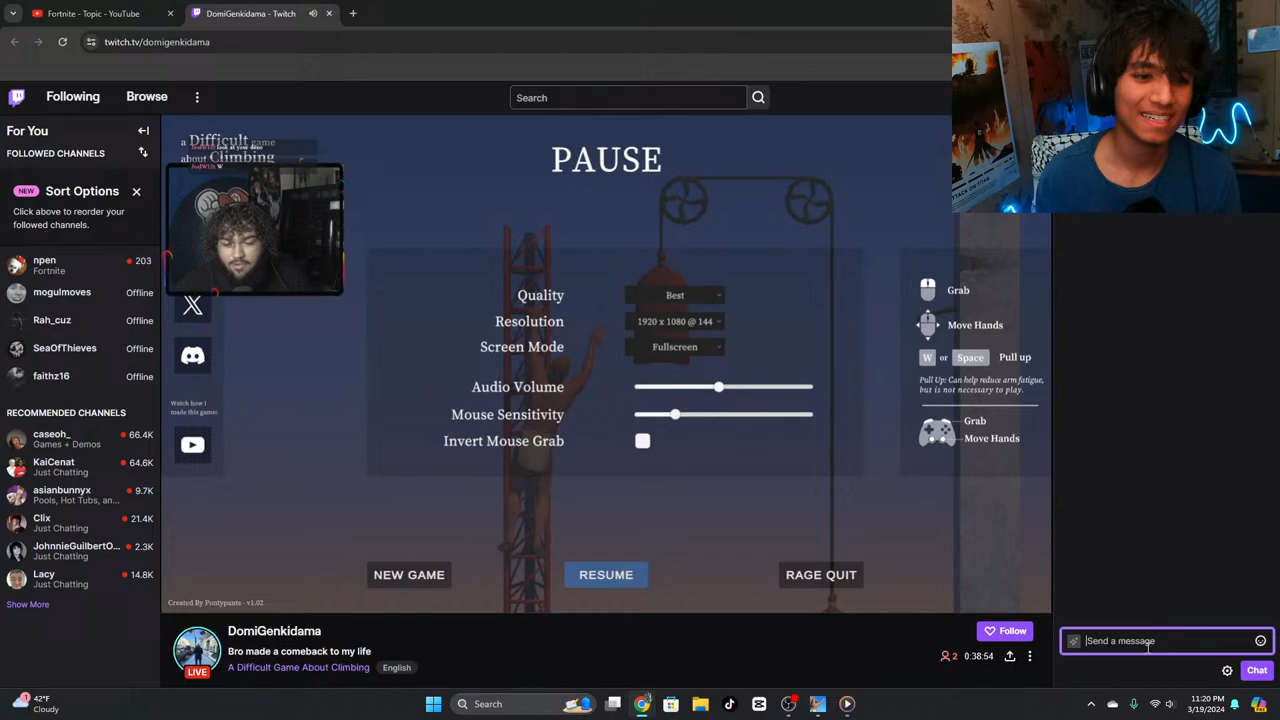 Fortnite - Topic - YouTube
DomiGenkidama - Twitch
twitch.tv/domigenkidama
Following
Browse
Search
For You
FOLLOWED CHANNELS
NEW Sort Options
Click above to reorder your
followed channels.
npen 203
Fortnite
mogulmoves Offline
Rah_cuz Offline
SeaOfThieves Offline
faithz16 Offline
RECOMMENDED CHANNELS
caseoh_ 66.4K
Games + Demos
KaiCenat 64.6K
Just Chatting
asianbunnyx 9.7K
Pools, Hot Tubs, an...
Clix 21.4K
Just Chatting
JohnnieGuilbertO... 2.3K
Just Chatting
Lacy 14.8K
Just Chatting
Show More
a Difficult game
about Climbing
PAUSE
Watch how I
made this game:
Quality Best
Resolution 1920 x 1080 @ 144
Screen Mode Fullscreen
Audio Volume
Mouse Sensitivity
Invert Mouse Grab
NEW GAME
RESUME
RAGE QUIT
Grab
Move Hands
W or Space Pull up
Pull Up: Can help reduce arm fatigue,
but is not necessary to play.
Grab
Move Hands
Created By Pontypants - v1.02
ATTACK ON TITAN
LIVE
DomiGenkidama
Bro made a comeback to my life
A Difficult Game About Climbing English
Follow
2 0:38:54
Send a message
Chat
42°F
Cloudy
Search
11:20 PM
3/19/2024